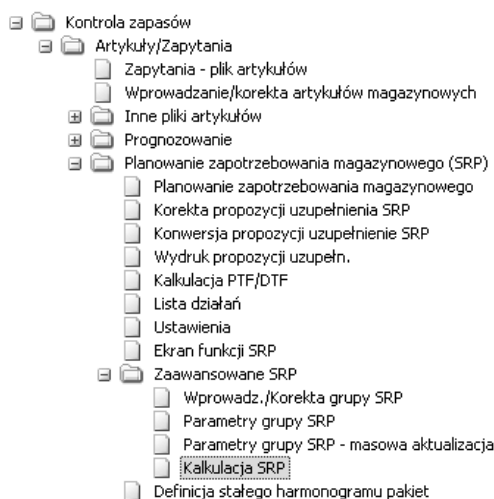 Kontrola zapasów
Artykuły/Zapytania
Zapytania - plik artykułów
Wprowadzanie/korekta artykułów magazynowych
Inne pliki artykułów
Prognozowanie
Planowanie zapotrzebowania magazynowego (SRP)
Planowanie zapotrzebowania magazynowego
Korekta propozycji uzupełnienia SRP
Konwersja propozycji uzupełnienie SRP
Wydruk propozycji uzupełn.
Kalkulacja PTF/DTF
Lista działań
Ustawienia
Ekran funkcji SRP
Zaawansowane SRP
Wprowadz./Korekta grupy SRP
Parametry grupy SRP
Parametry grupy SRP - masowa aktualizacja
Kalkulacja SRP
Definicja stałego harmonogramu pakiet